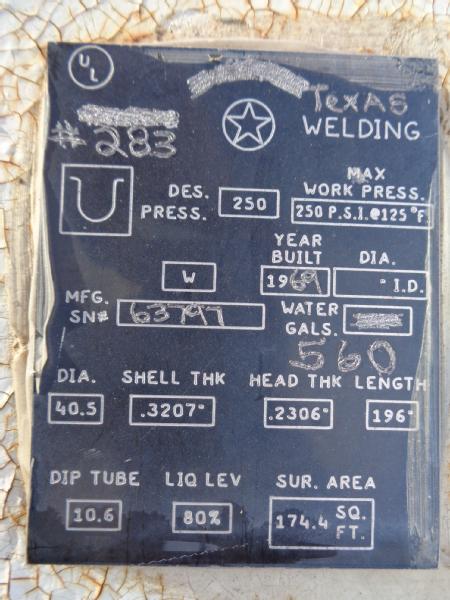 UL
Texas
#283
WELDING
U
DES. PRESS. 250
MAX WORK PRESS.
250 P.S.I.@125°F.
W
YEAR BUILT
1969
DIA.
" I.D.
MFG. SN# 63797
WATER GALS.
560
DIA. SHELL THK HEAD THK LENGTH
40.5 .3207" .2306" 196"
DIP TUBE LIQ LEV SUR. AREA
10.6 80% 174.4 SQ. FT.